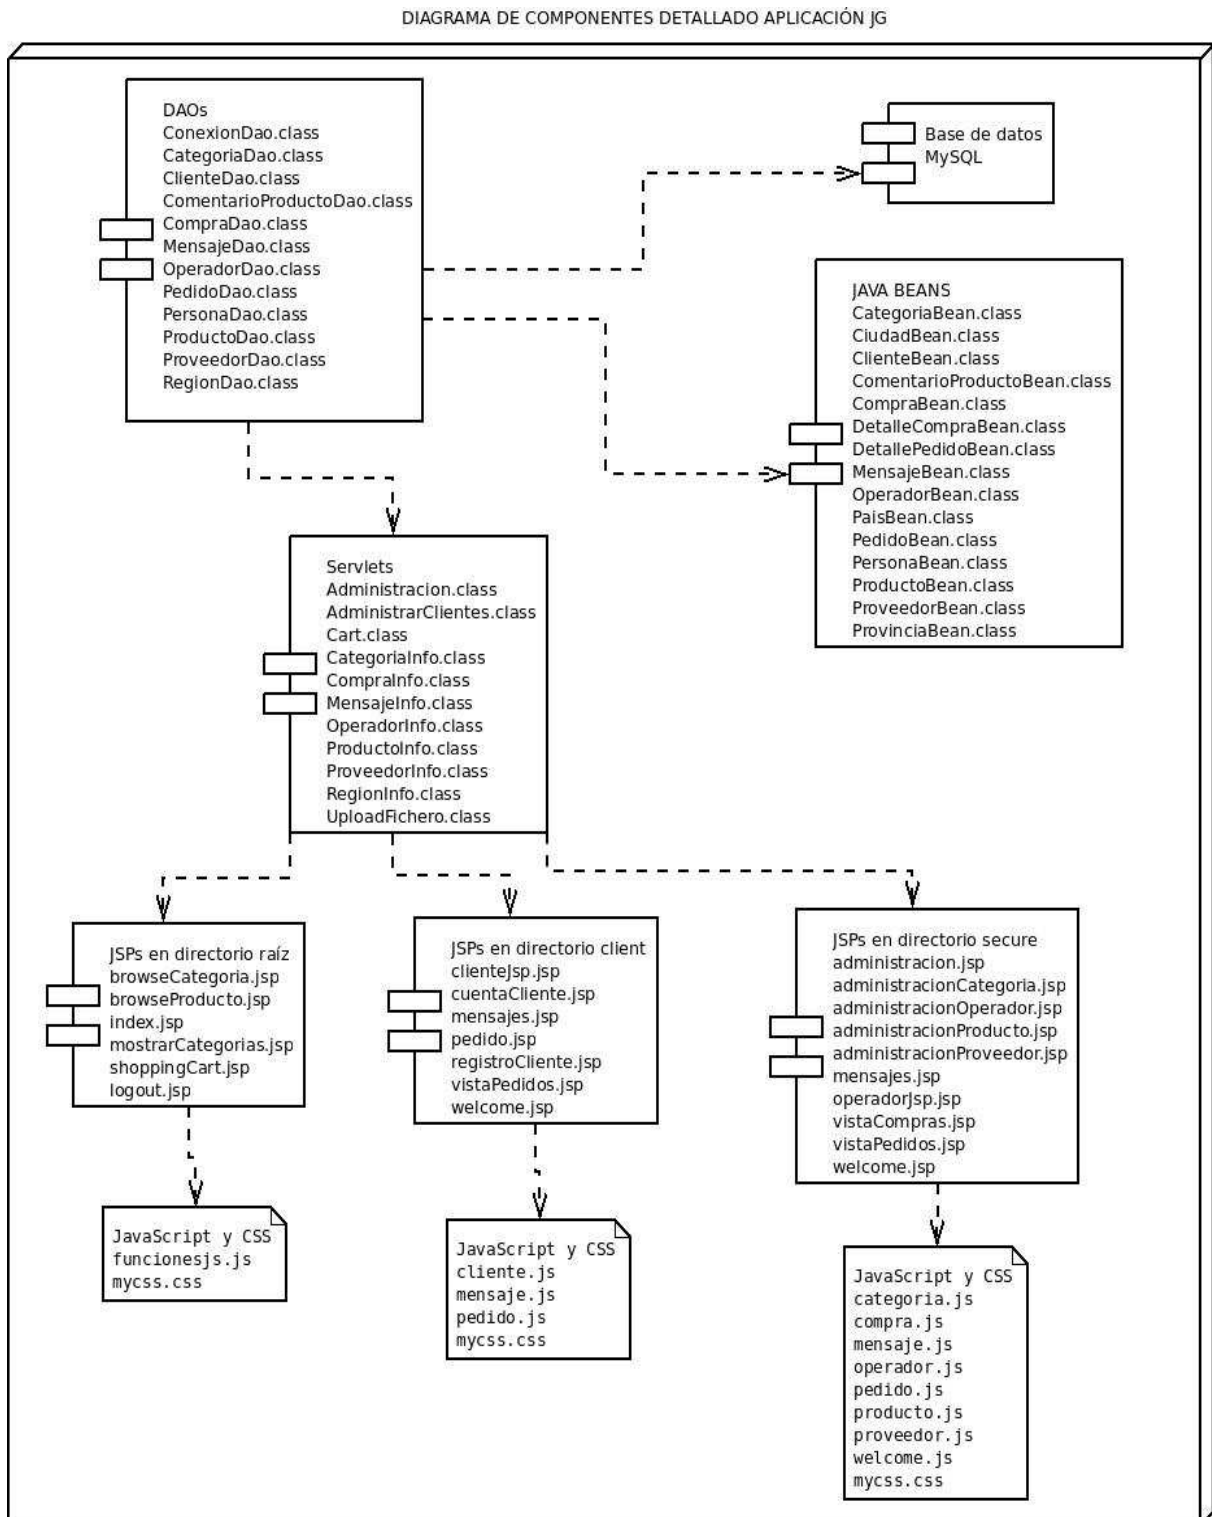 DIAGRAMA DE COMPONENTES DETALLADO APLICACIÓN JG
DAOs
ConexionDao.class
CategoriaDao.class
ClienteDao.class
ComentarioProductoDao.class
CompraDao.class
MensajeDao.class
OperadorDao.class
PedidoDao.class
PersonaDao.class
ProductoDao.class
ProveedorDao.class
RegionDao.class
Base de datos
MySQL
JAVA BEANS
CategoriaBean.class
CiudadBean.class
ClienteBean.class
ComentarioProductoBean.class
CompraBean.class
DetalleCompraBean.class
DetallePedidoBean.class
MensajeBean.class
OperadorBean.class
PaisBean.class
PedidoBean.class
PersonaBean.class
ProductoBean.class
ProveedorBean.class
ProvinciaBean.class
Servlets
Administracion.class
AdministrarClientes.class
Cart.class
CategoriaInfo.class
CompraInfo.class
MensajeInfo.class
OperadorInfo.class
ProductoInfo.class
ProveedorInfo.class
RegionInfo.class
UploadFichero.class
JSPs en directorio raíz
browseCategoria.jsp
browseProducto.jsp
index.jsp
mostrarCategorias.jsp
shoppingCart.jsp
logout.jsp
JSPs en directorio client
clienteJsp.jsp
cuentaCliente.jsp
mensajes.jsp
pedido.jsp
registroCliente.jsp
vistaPedidos.jsp
welcome.jsp
JSPs en directorio secure
administracion.jsp
administracionCategoria.jsp
administracionOperador.jsp
administracionProducto.jsp
administracionProveedor.jsp
mensajes.jsp
operadorJsp.jsp
vistaCompras.jsp
vistaPedidos.jsp
welcome.jsp
JavaScript y CSS
funcionesjs.js
mycss.css
JavaScript y CSS
cliente.js
mensaje.js
pedido.js
mycss.css
JavaScript y CSS
categoria.js
compra.js
mensaje.js
operador.js
pedido.js
producto.js
proveedor.js
welcome.js
mycss.css